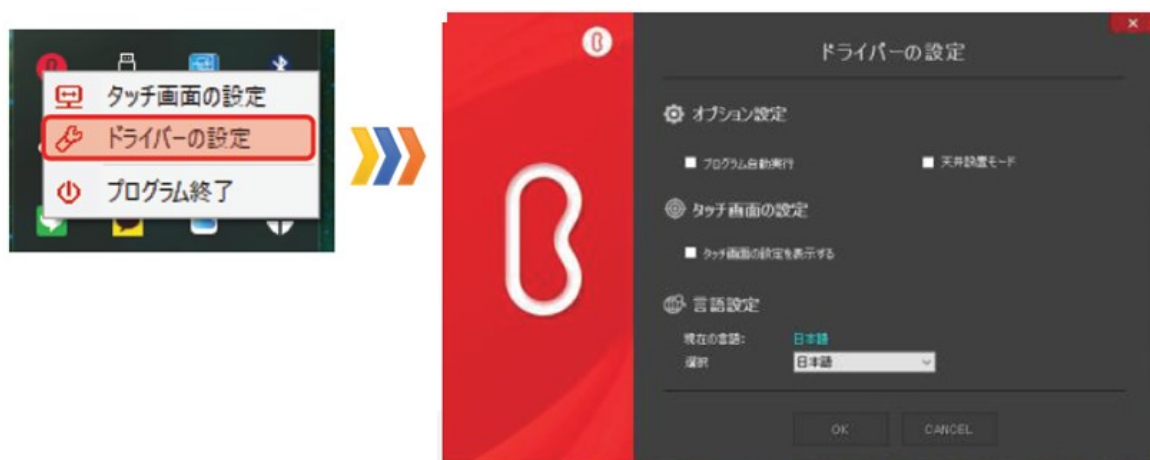 タッチ画面の設定
ドライバーの設定
プログラム終了
ドライバーの設定
オプション設定
プログラム自動実行
天井設置モード
タッチ画面の設定
タッチ画面の設定を表示する
言語設定
現在の言語: 日本語
選択 日本語
OK CANCEL